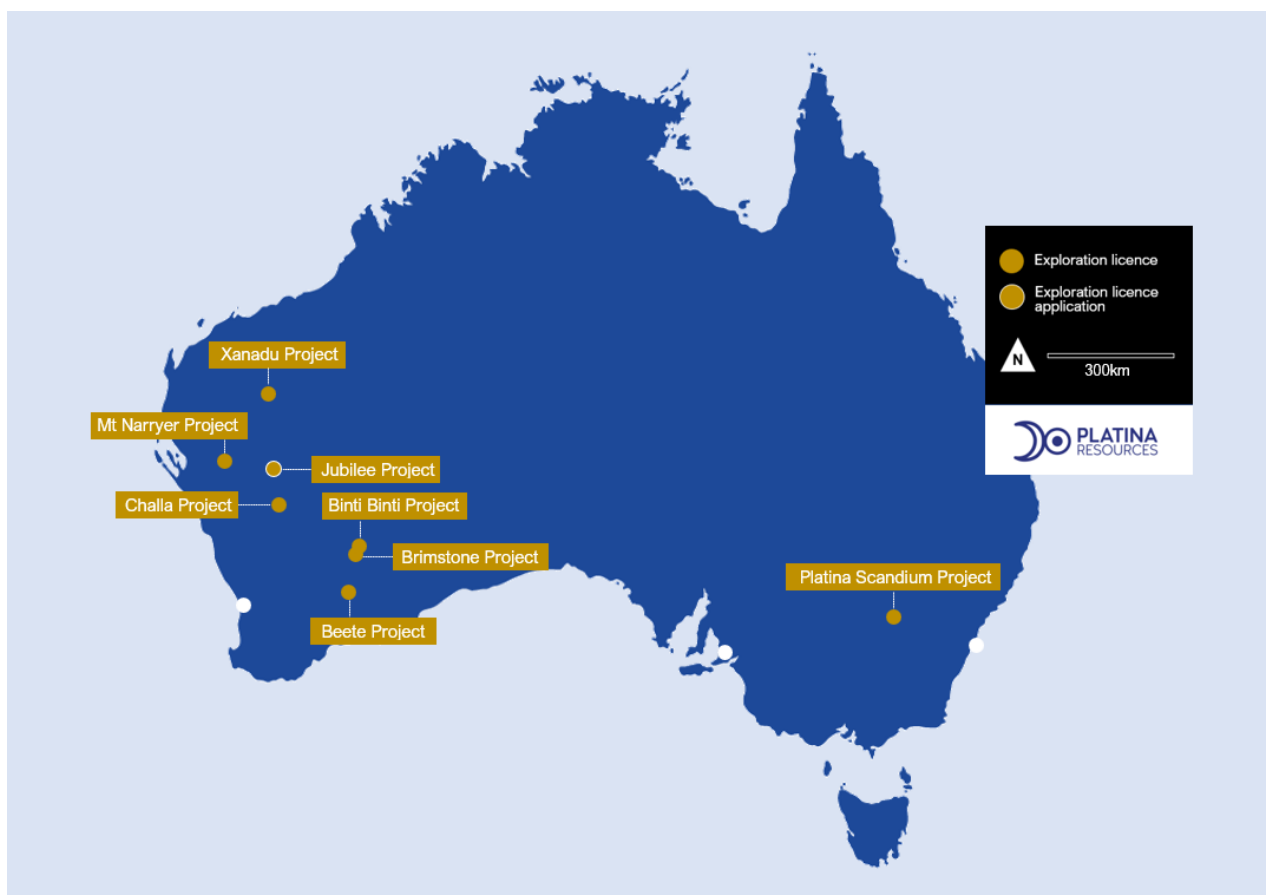 Exploration licence
Exploration licence
application
N
300km
PLATINA
RESOURCES
Xanadu Project
Mt Narryer Project
Jubilee Project
Challa Project
Binti Binti Project
Brimstone Project
Beete Project
Platina Scandium Project